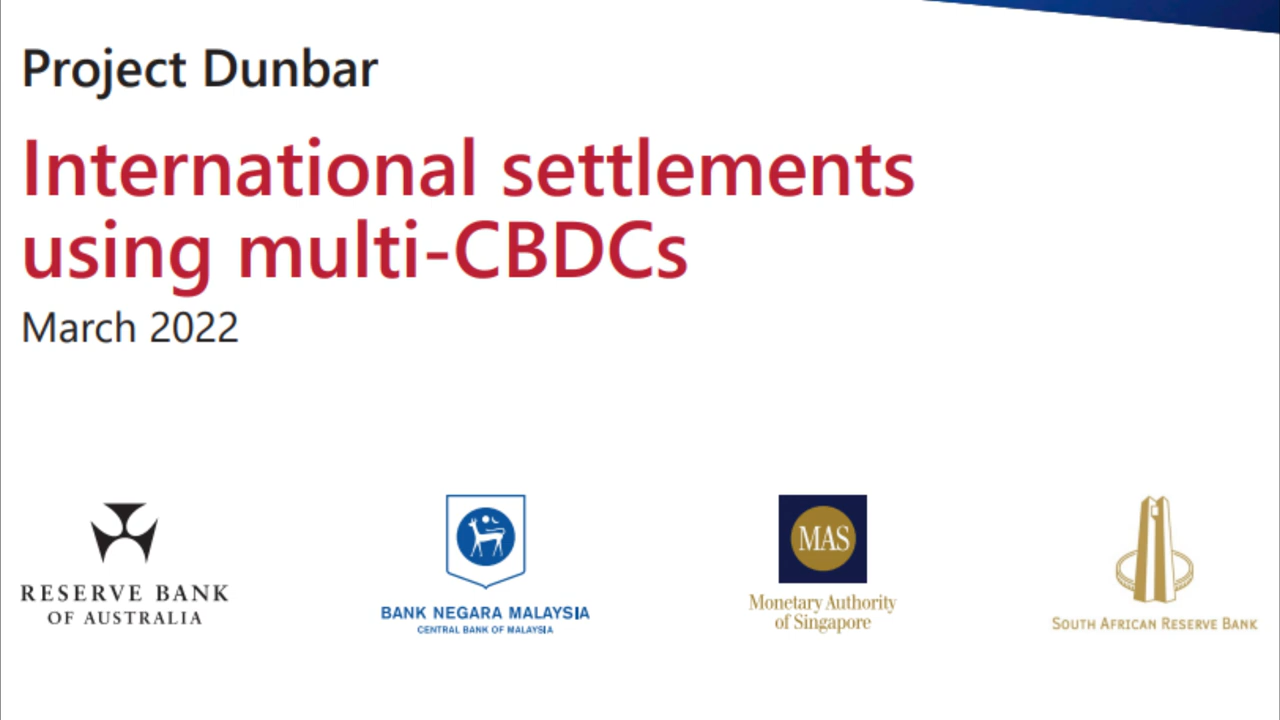 Project Dunbar
International settlements
using multi-CBDCs
March 2022
RESERVE BANK
OF AUSTRALIA
BANK NEGARA MALAYSIA
CENTRAL BANK OF MALAYSIA
MAS
Monetary Authority
of Singapore
SOUTH AFRICAN RESERVE BANK